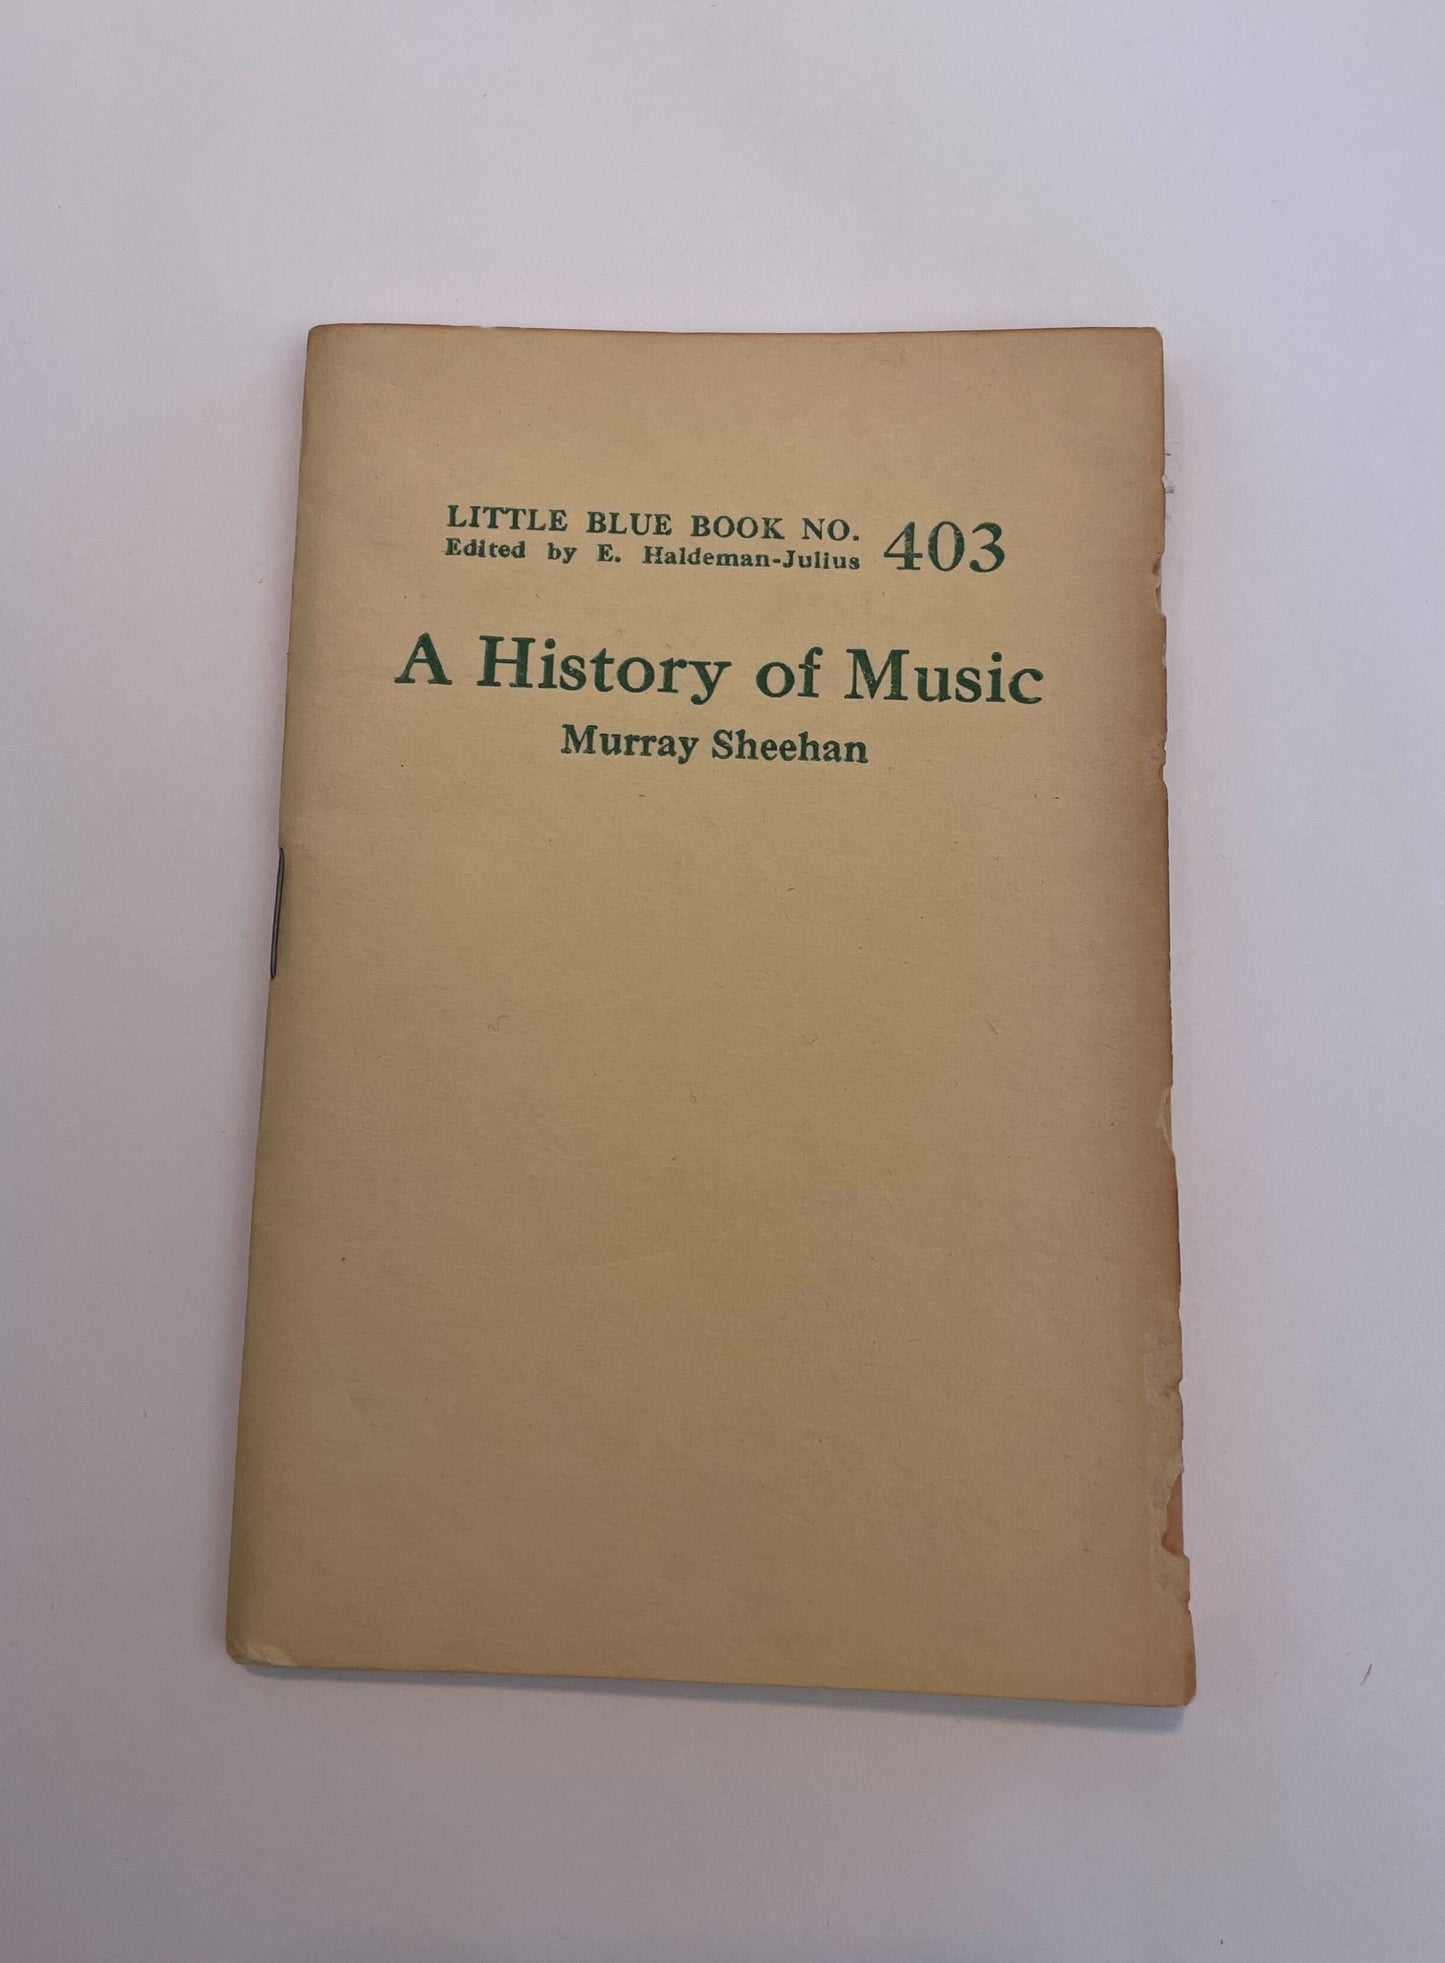 LITTLE BLUE BOOK NO. 403
Edited by E. Haldeman-Julius
A History of Music
Murray Sheehan